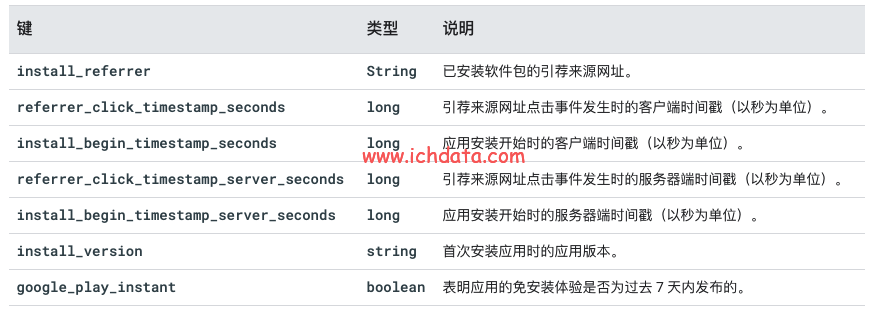 键 类型 说明
install_referrer String 已安装软件包的引荐来源网址。
referrer_click_timestamp_seconds long 引荐来源网址点击事件发生时的客户端时间戳（以秒为单位）。
install_begin_timestamp_seconds long 应用安装开始时的客户端时间戳（以秒为单位）。
www.ichdata.com
referrer_click_timestamp_server_seconds long 引荐来源网址点击事件发生时的服务器端时间戳（以秒为单位）。
install_begin_timestamp_server_seconds long 应用安装开始时的服务器端时间戳（以秒为单位）。
install_version string 首次安装应用时的应用版本。
google_play_instant boolean 表明应用的免安装体验是否为过去 7 天内发布的。